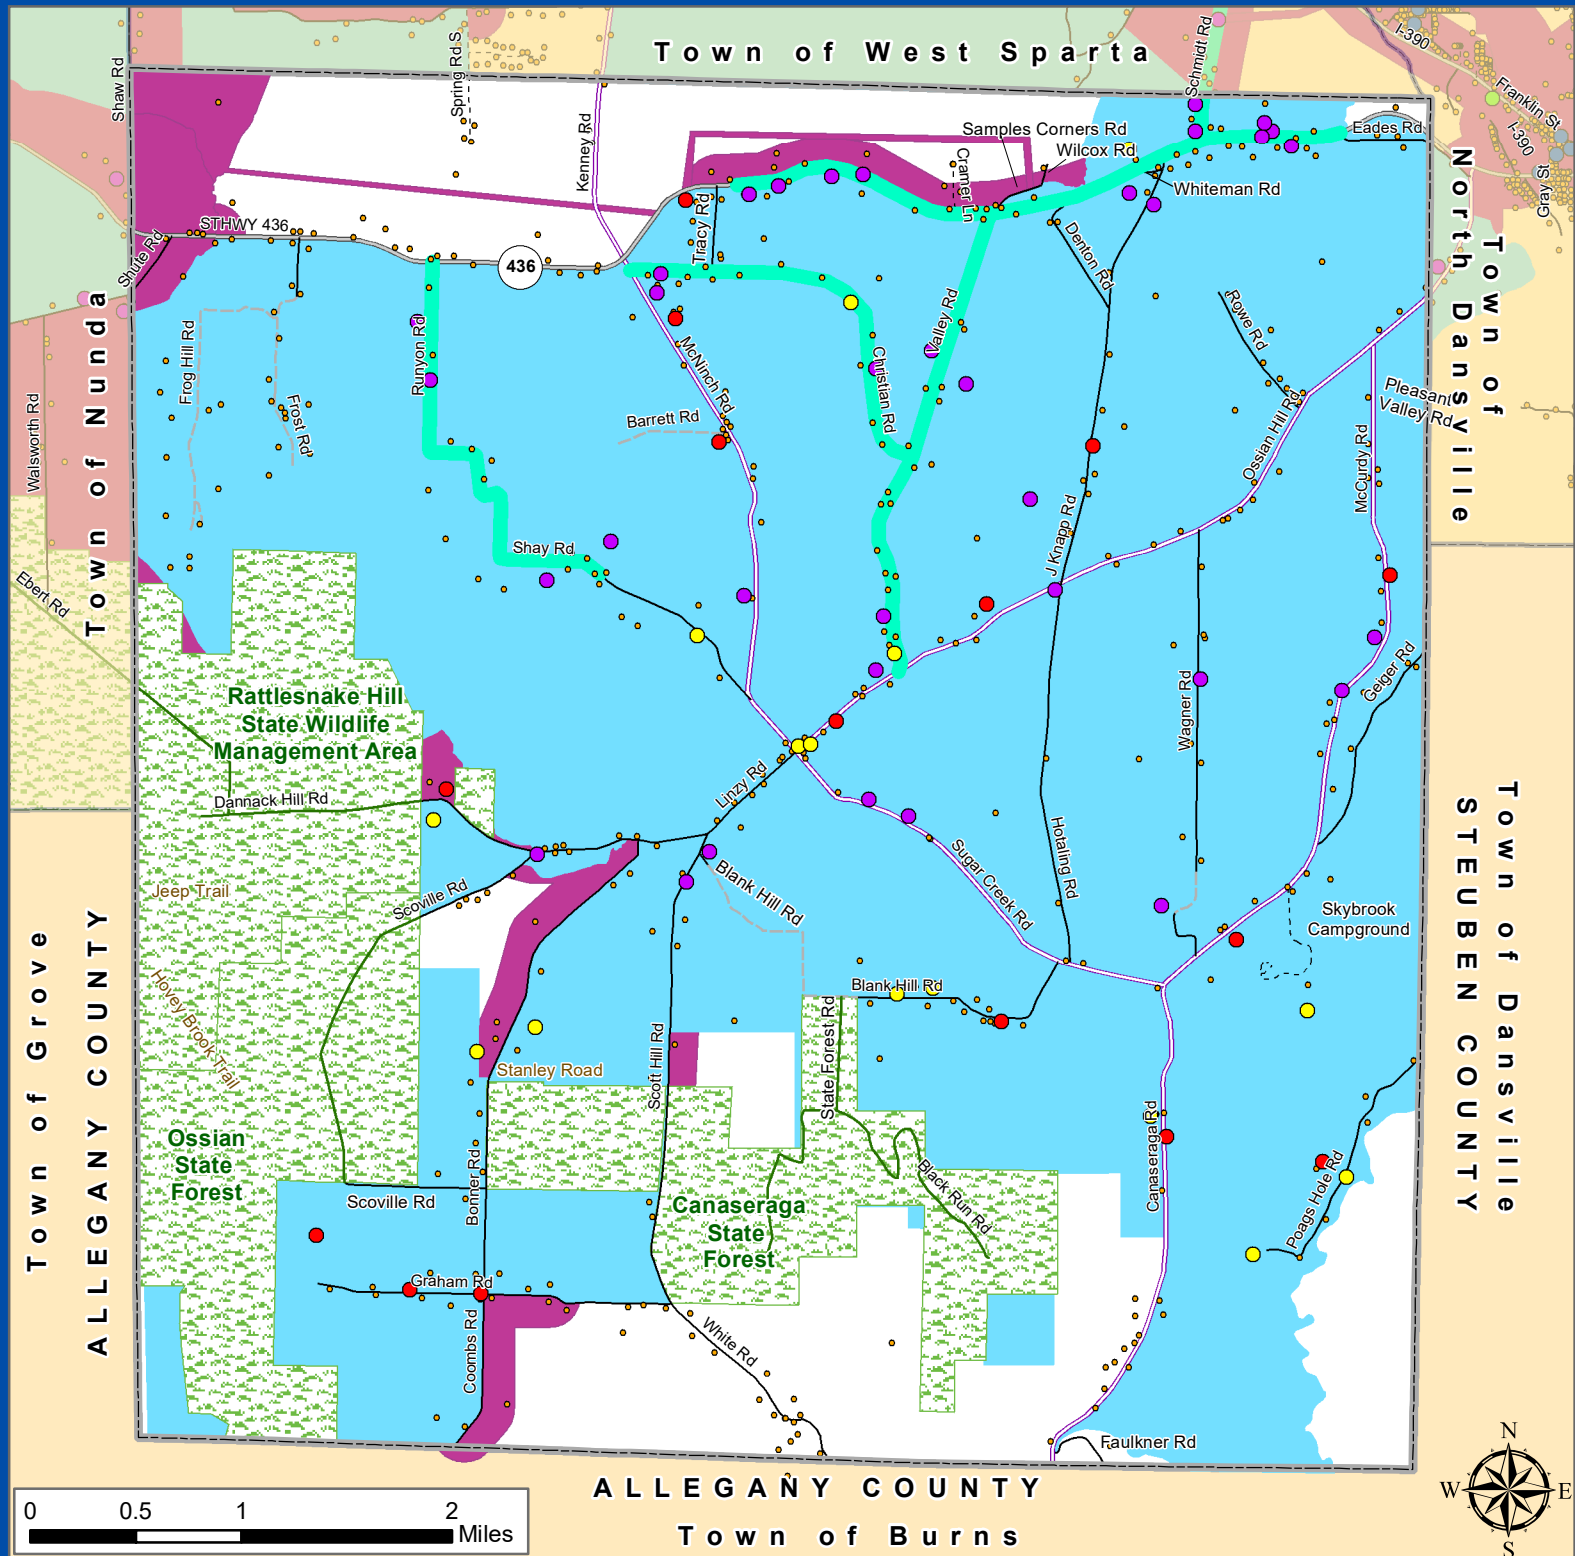 Town of West Sparta
Shaw Rd
Spring Rd S
Kenney Rd
Schmidt Rd
I-390
Franklin St
I-390
Gray St
Samples Corners Rd
Wilcox Rd
Eades Rd
Cramer Ln
Whiteman Rd
STHWY 436
Shute Rd
436
Tracy Rd
Denton Rd
Town of
North Dansville
Town of Nunda
Walsworth Rd
Frog Hill Rd
Frost Rd
Runyon Rd
McNinch Rd
Barrett Rd
Christian Rd
Valley Rd
Rowe Rd
Pleasant
Valley Rd
Ossian Hill Rd
McCurdy Rd
J Knapp Rd
Shay Rd
Ebert Rd
Rattlesnake Hill
State Wildlife
Management Area
Dannack Hill Rd
Linzy Rd
Wagner Rd
Geiger Rd
Jeep Trail
Scoville Rd
Blank Hill Rd
Sugar Creek Rd
Hotaling Rd
Skybrook
Campground
Town of Dansville
STEUBEN COUNTY
Town of Grove
ALLEGANY COUNTY
Hovey Brook Trail
Blank Hill Rd
Stanley Road
Scott Hill Rd
State Forest Rd
Ossian
State
Forest
Scoville Rd
Bonner Rd
Canaseraga
State
Forest
Black Run Rd
Canaseraga Rd
Poags Hole Rd
Graham Rd
Coombs Rd
White Rd
Faulkner Rd
ALLEGANY COUNTY
Town of Burns
0 0.5 1 2
Miles
N
W E
S